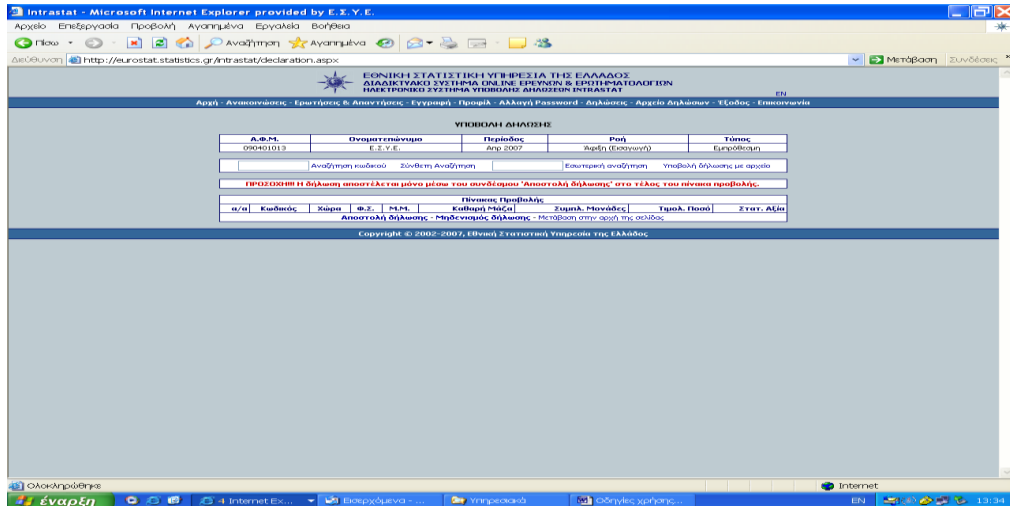 Intrastat - Microsoft Internet Explorer provided by Ε.Σ.Υ.Ε.
Αρχείο Επεξεργασία Προβολή Αγαπημένα Εργαλεία Βοήθεια
Πίσω Αναζήτηση Αγαπημένα
Διεύθυνση http://eurostat.statistics.gr/intrastat/declaration.aspx Μετάβαση Συνδέσεις »
ΕΘΝΙΚΗ ΣΤΑΤΙΣΤΙΚΗ ΥΠΗΡΕΣΙΑ ΤΗΣ ΕΛΛΑΔΟΣ
ΔΙΑΔΙΚΤΥΑΚΟ ΣΥΣΤΗΜΑ ONLINE ΕΡΕΥΝΩΝ & ΕΡΩΤΗΜΑΤΟΛΟΓΙΩΝ
ΗΛΕΚΤΡΟΝΙΚΟ ΣΥΣΤΗΜΑ ΥΠΟΒΟΛΗΣ ΔΗΛΩΣΕΩΝ INTRASTAT
EN
Αρχή - Ανακοινώσεις - Ερωτήσεις & Απαντήσεις - Εγγραφή - Προφίλ - Αλλαγή Password - Δηλώσεις - Αρχείο Δηλώσεων - Έξοδος - Επικοινωνία
ΥΠΟΒΟΛΗ ΔΗΛΩΣΗΣ
Α.Φ.Μ. Ονοματεπώνυμο Περίοδος Ροή Τύπος
090401013 Ε.Σ.Υ.Ε. Απρ 2007 Άφιξη (Εισαγωγή) Εμπρόθεσμη
Αναζήτηση κωδικού Σύνθετη Αναζήτηση Εσωτερική αναζήτηση Υποβολή δήλωσης με αρχείο
ΠΡΟΣΟΧΗ!!! Η δήλωση αποστέλεται μόνο μέσω του συνδέσμου 'Αποστολή δήλωσης' στο τέλος του πίνακα προβολής.
Πίνακας Προβολής
α/α Κωδικός Χώρα Φ.Σ. Μ.Μ. Καθαρή Μάζα Συμπλ. Μονάδες Τιμολ. Ποσό Στατ. Αξία
Αποστολή δήλωσης - Μηδενισμός δήλωσης - Μετάβαση στην αρχή της σελίδας
Copyright © 2002-2007, Εθνική Στατιστική Υπηρεσία της Ελλάδος
Ολοκληρώθηκε Internet
έναρξη 4 Internet Ex... Εισερχόμενα - ... Υπηρεσιακά Οδηγίες χρήσης... EN 13:34